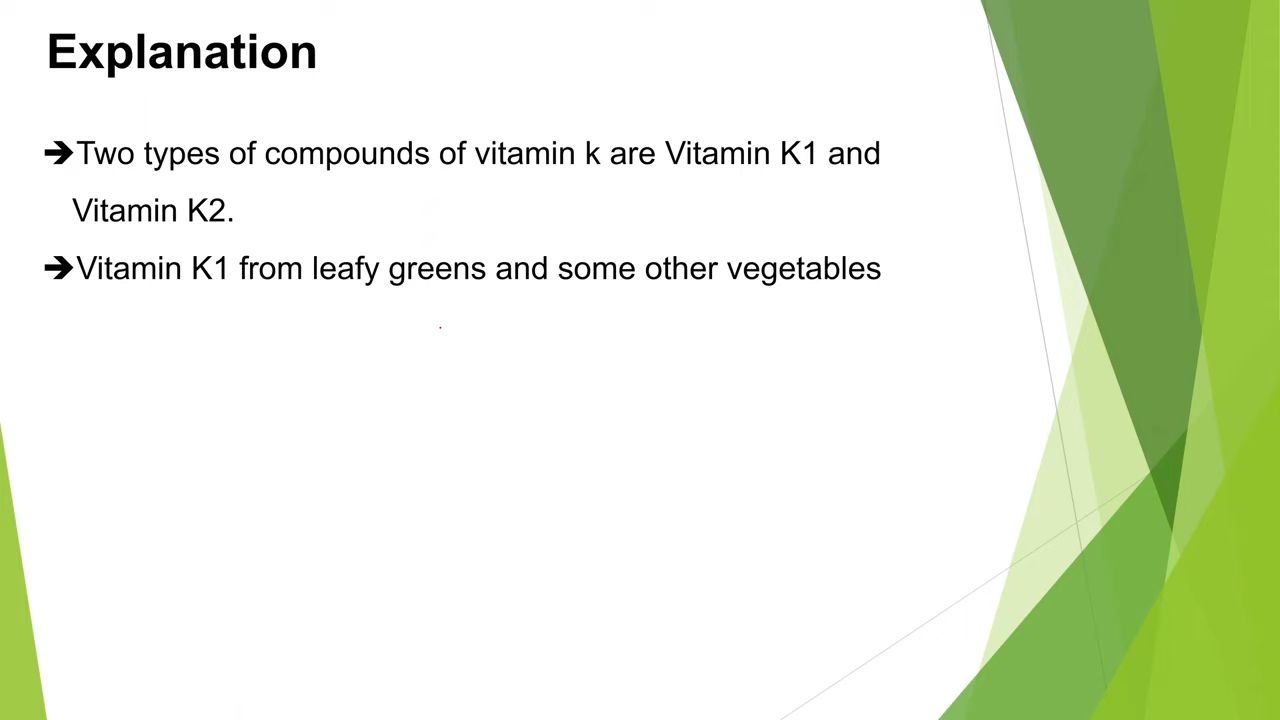 Explanation
➔Two types of compounds of vitamin k are Vitamin K1 and
Vitamin K2.
➔Vitamin K1 from leafy greens and some other vegetables